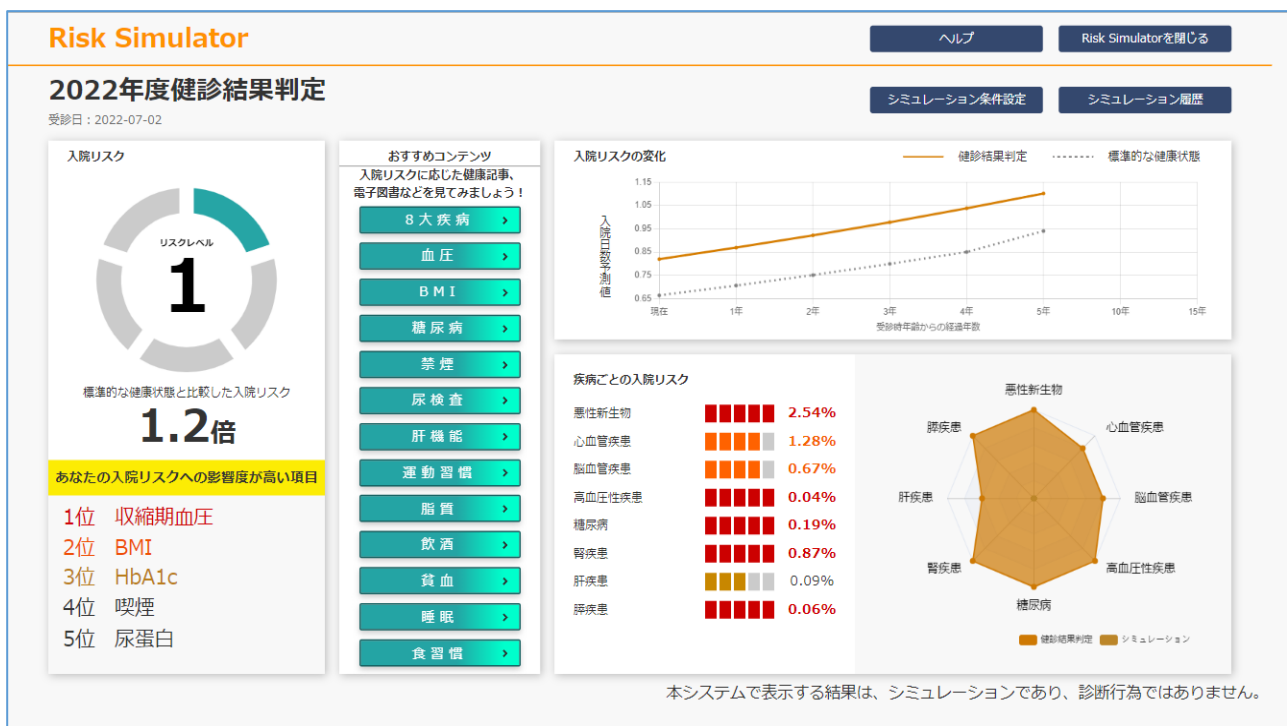 Risk Simulator
ヘルプ
Risk Simulatorを閉じる
2022年度健診結果判定
受診日：2022-07-02
シミュレーション条件設定
シミュレーション履歴
入院リスク
リスクレベル
1
標準的な健康状態と比較した入院リスク
1.2倍
あなたの入院リスクへの影響度が高い項目
1位 収縮期血圧
2位 BMI
3位 HbA1c
4位 喫煙
5位 尿蛋白
おすすめコンテンツ
入院リスクに応じた健康記事、
電子図書などを見てみましょう！
8大疾病
血圧
BMI
糖尿病
禁煙
尿検査
肝機能
運動習慣
脂質
飲酒
貧血
睡眠
食習慣
入院リスクの変化
健診結果判定
標準的な健康状態
入院日数予測値
1.15
1.05
0.95
0.85
0.75
0.65
現在 1年 2年 3年 4年 5年 10年 15年
受診時年齢からの経過年数
疾病ごとの入院リスク
悪性新生物 2.54%
心血管疾患 1.28%
脳血管疾患 0.67%
高血圧性疾患 0.04%
糖尿病 0.19%
腎疾患 0.87%
肝疾患 0.09%
膵疾患 0.06%
悪性新生物
心血管疾患
脳血管疾患
高血圧性疾患
糖尿病
腎疾患
肝疾患
膵疾患
健診結果判定
シミュレーション
本システムで表示する結果は、シミュレーションであり、診断行為ではありません。